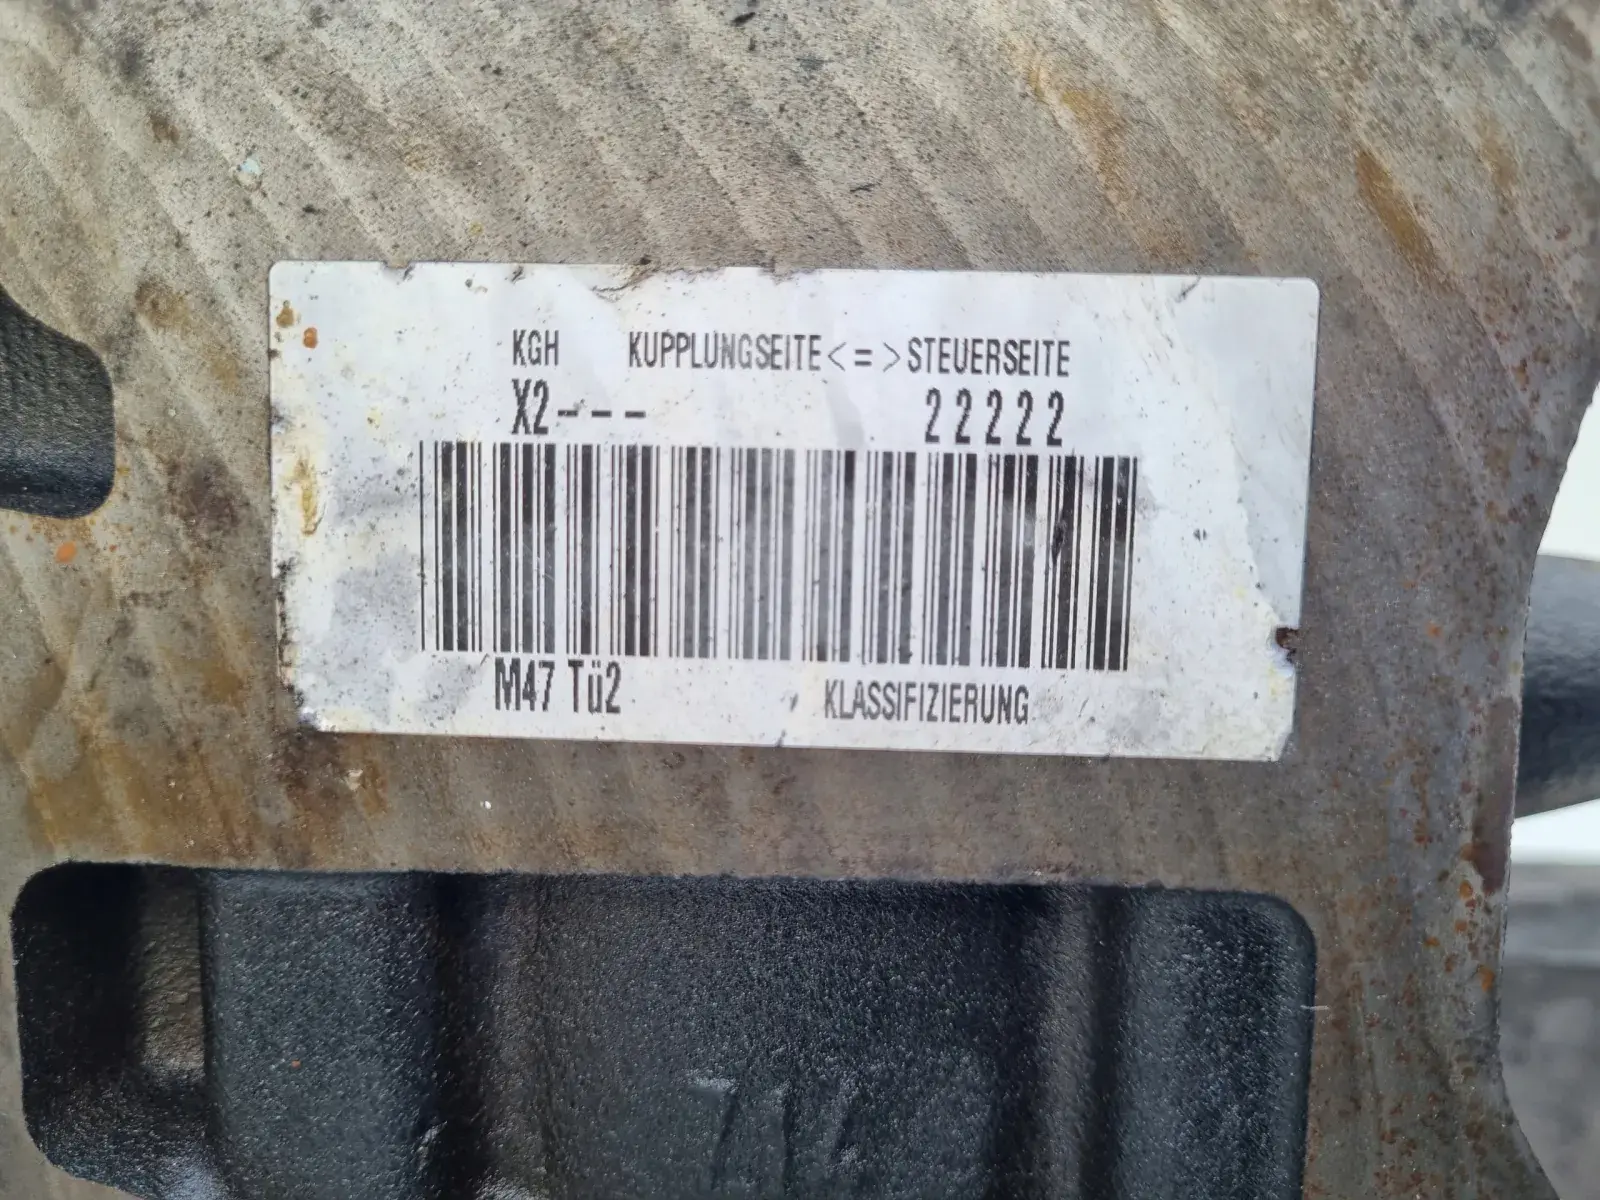 KGH KUPPLUNGSEITE<=>STEUERSEITE
X2--- 22222
M47 Tü2 KLASSIFIZIERUNG